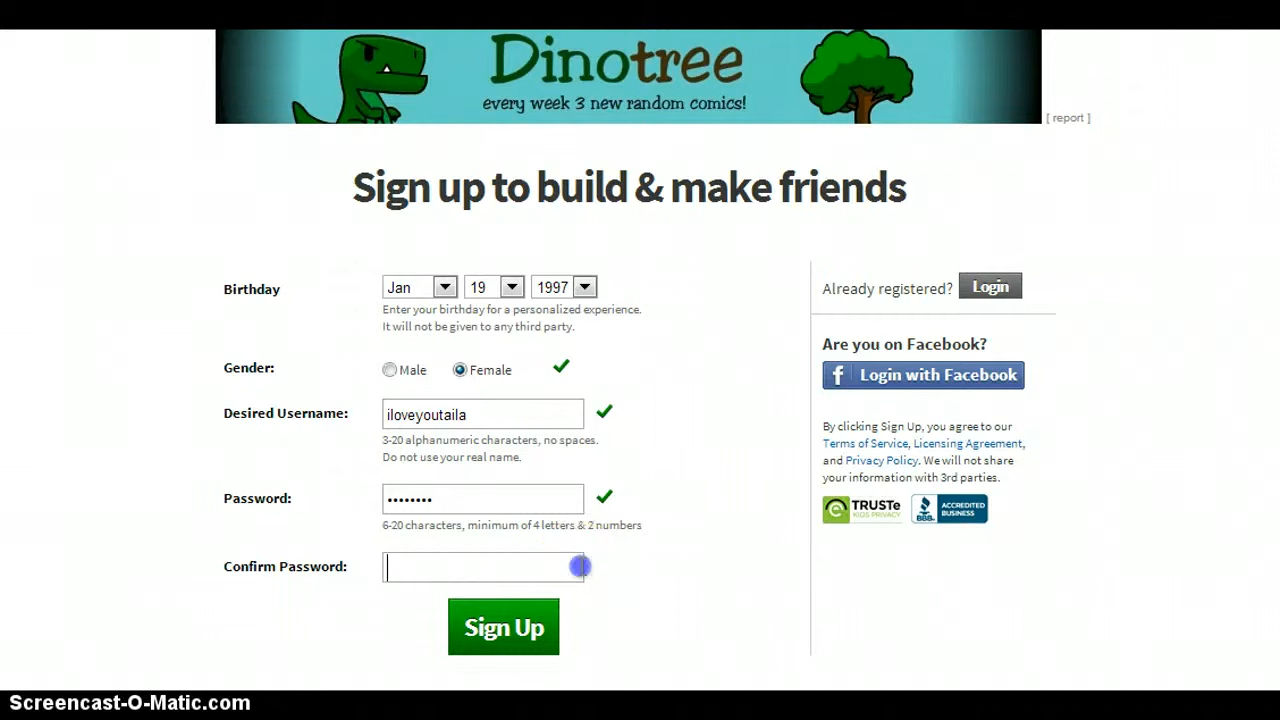 Dinotree
every week 3 new random comics!
[ report ]
Sign up to build & make friends
Birthday
Jan 19 1997
Enter your birthday for a personalized experience.
It will not be given to any third party.
Gender:
Male Female
Desired Username:
iloveyoutaila
3-20 alphanumeric characters, no spaces.
Do not use your real name.
Password:
••••••••
6-20 characters, minimum of 4 letters & 2 numbers
Confirm Password:
Sign Up
Already registered? Login
Are you on Facebook?
f Login with Facebook
By clicking Sign Up, you agree to our
Terms of Service, Licensing Agreement,
and Privacy Policy. We will not share
your information with 3rd parties.
TRUSTe
KIDS PRIVACY
BBB
ACCREDITED
BUSINESS
Screencast-O-Matic.com